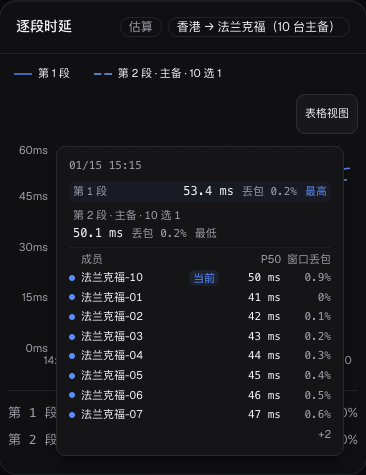 逐段时延
估算
香港 → 法兰克福（10 台主备）
第 1 段
第 2 段 · 主备 · 10 选 1
表格视图
60ms
45ms
30ms
15ms
0ms
14:
0
01/15 15:15
第 1 段 53.4 ms 丢包 0.2% 最高
第 2 段 · 主备 · 10 选 1
50.1 ms 丢包 0.2% 最低
成员 P50 窗口丢包
法兰克福-10 当前 50 ms 0.9%
法兰克福-01 41 ms 0%
法兰克福-02 42 ms 0.1%
法兰克福-03 43 ms 0.2%
法兰克福-04 44 ms 0.3%
法兰克福-05 45 ms 0.4%
法兰克福-06 46 ms 0.5%
法兰克福-07 47 ms 0.6%
+2
第 1 段 0%
第 2 段 0%